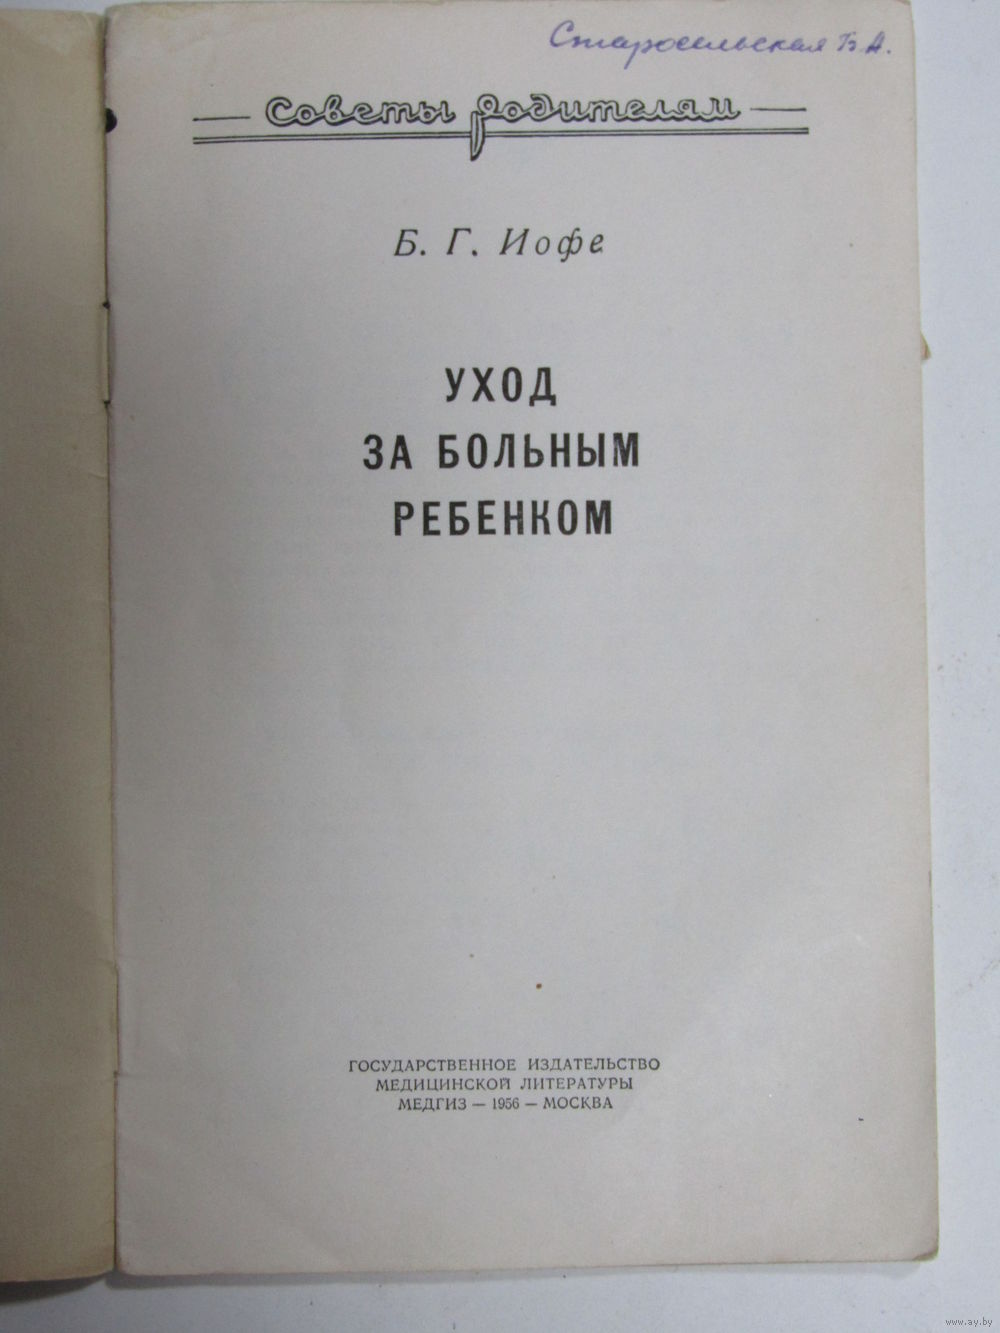 Старосельская Б.А.
Советы родителям
Б. Г. Иофе
УХОД
ЗА БОЛЬНЫМ
РЕБЕНКОМ
ГОСУДАРСТВЕННОЕ ИЗДАТЕЛЬСТВО
МЕДИЦИНСКОЙ ЛИТЕРАТУРЫ
МЕДГИЗ — 1956 — МОСКВА
www.ay.by